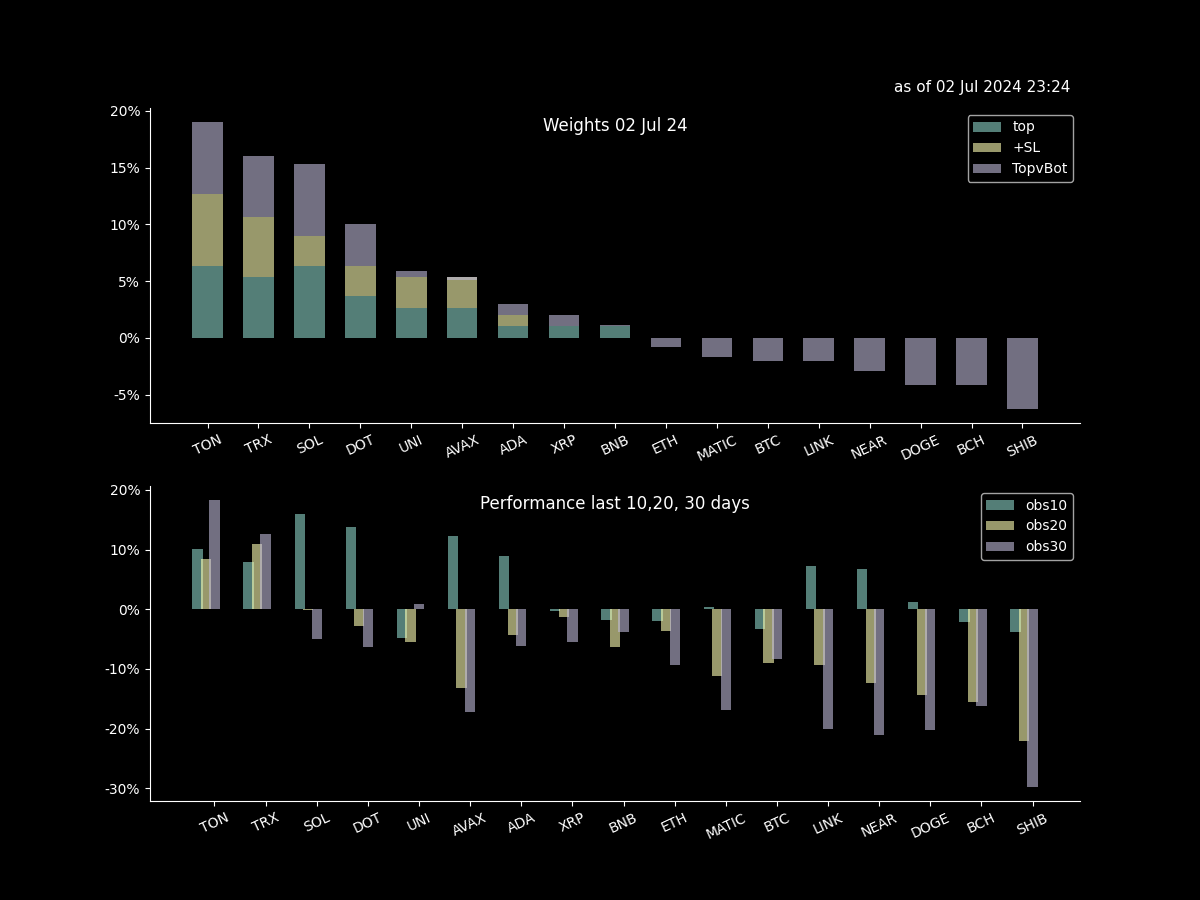 as of 02 Jul 2024 23:24
Weights 02 Jul 24
top
+SL
TopvBot
20%
15%
10%
5%
0%
-5%
TON TRX SOL DOT UNI AVAX ADA XRP BNB ETH MATIC BTC LINK NEAR DOGE BCH SHIB
Performance last 10,20, 30 days
obs10
obs20
obs30
20%
10%
0%
-10%
-20%
-30%
TON TRX SOL DOT UNI AVAX ADA XRP BNB ETH MATIC BTC LINK NEAR DOGE BCH SHIB